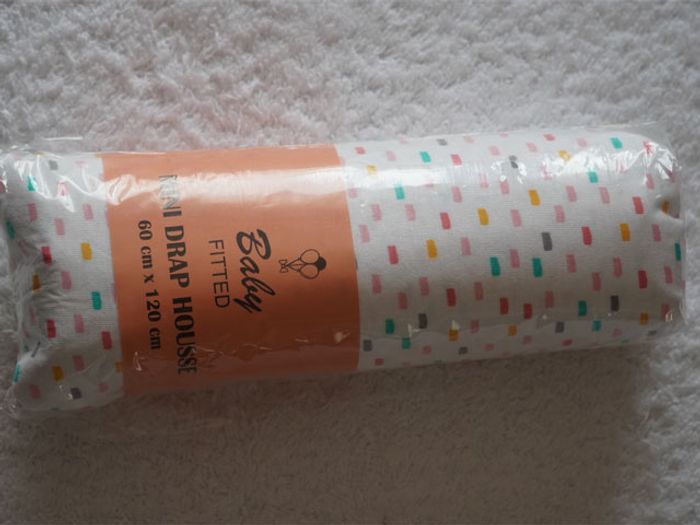 Baby
FITTED
MINI DRAP HOUSSE
60 cm x 120 cm